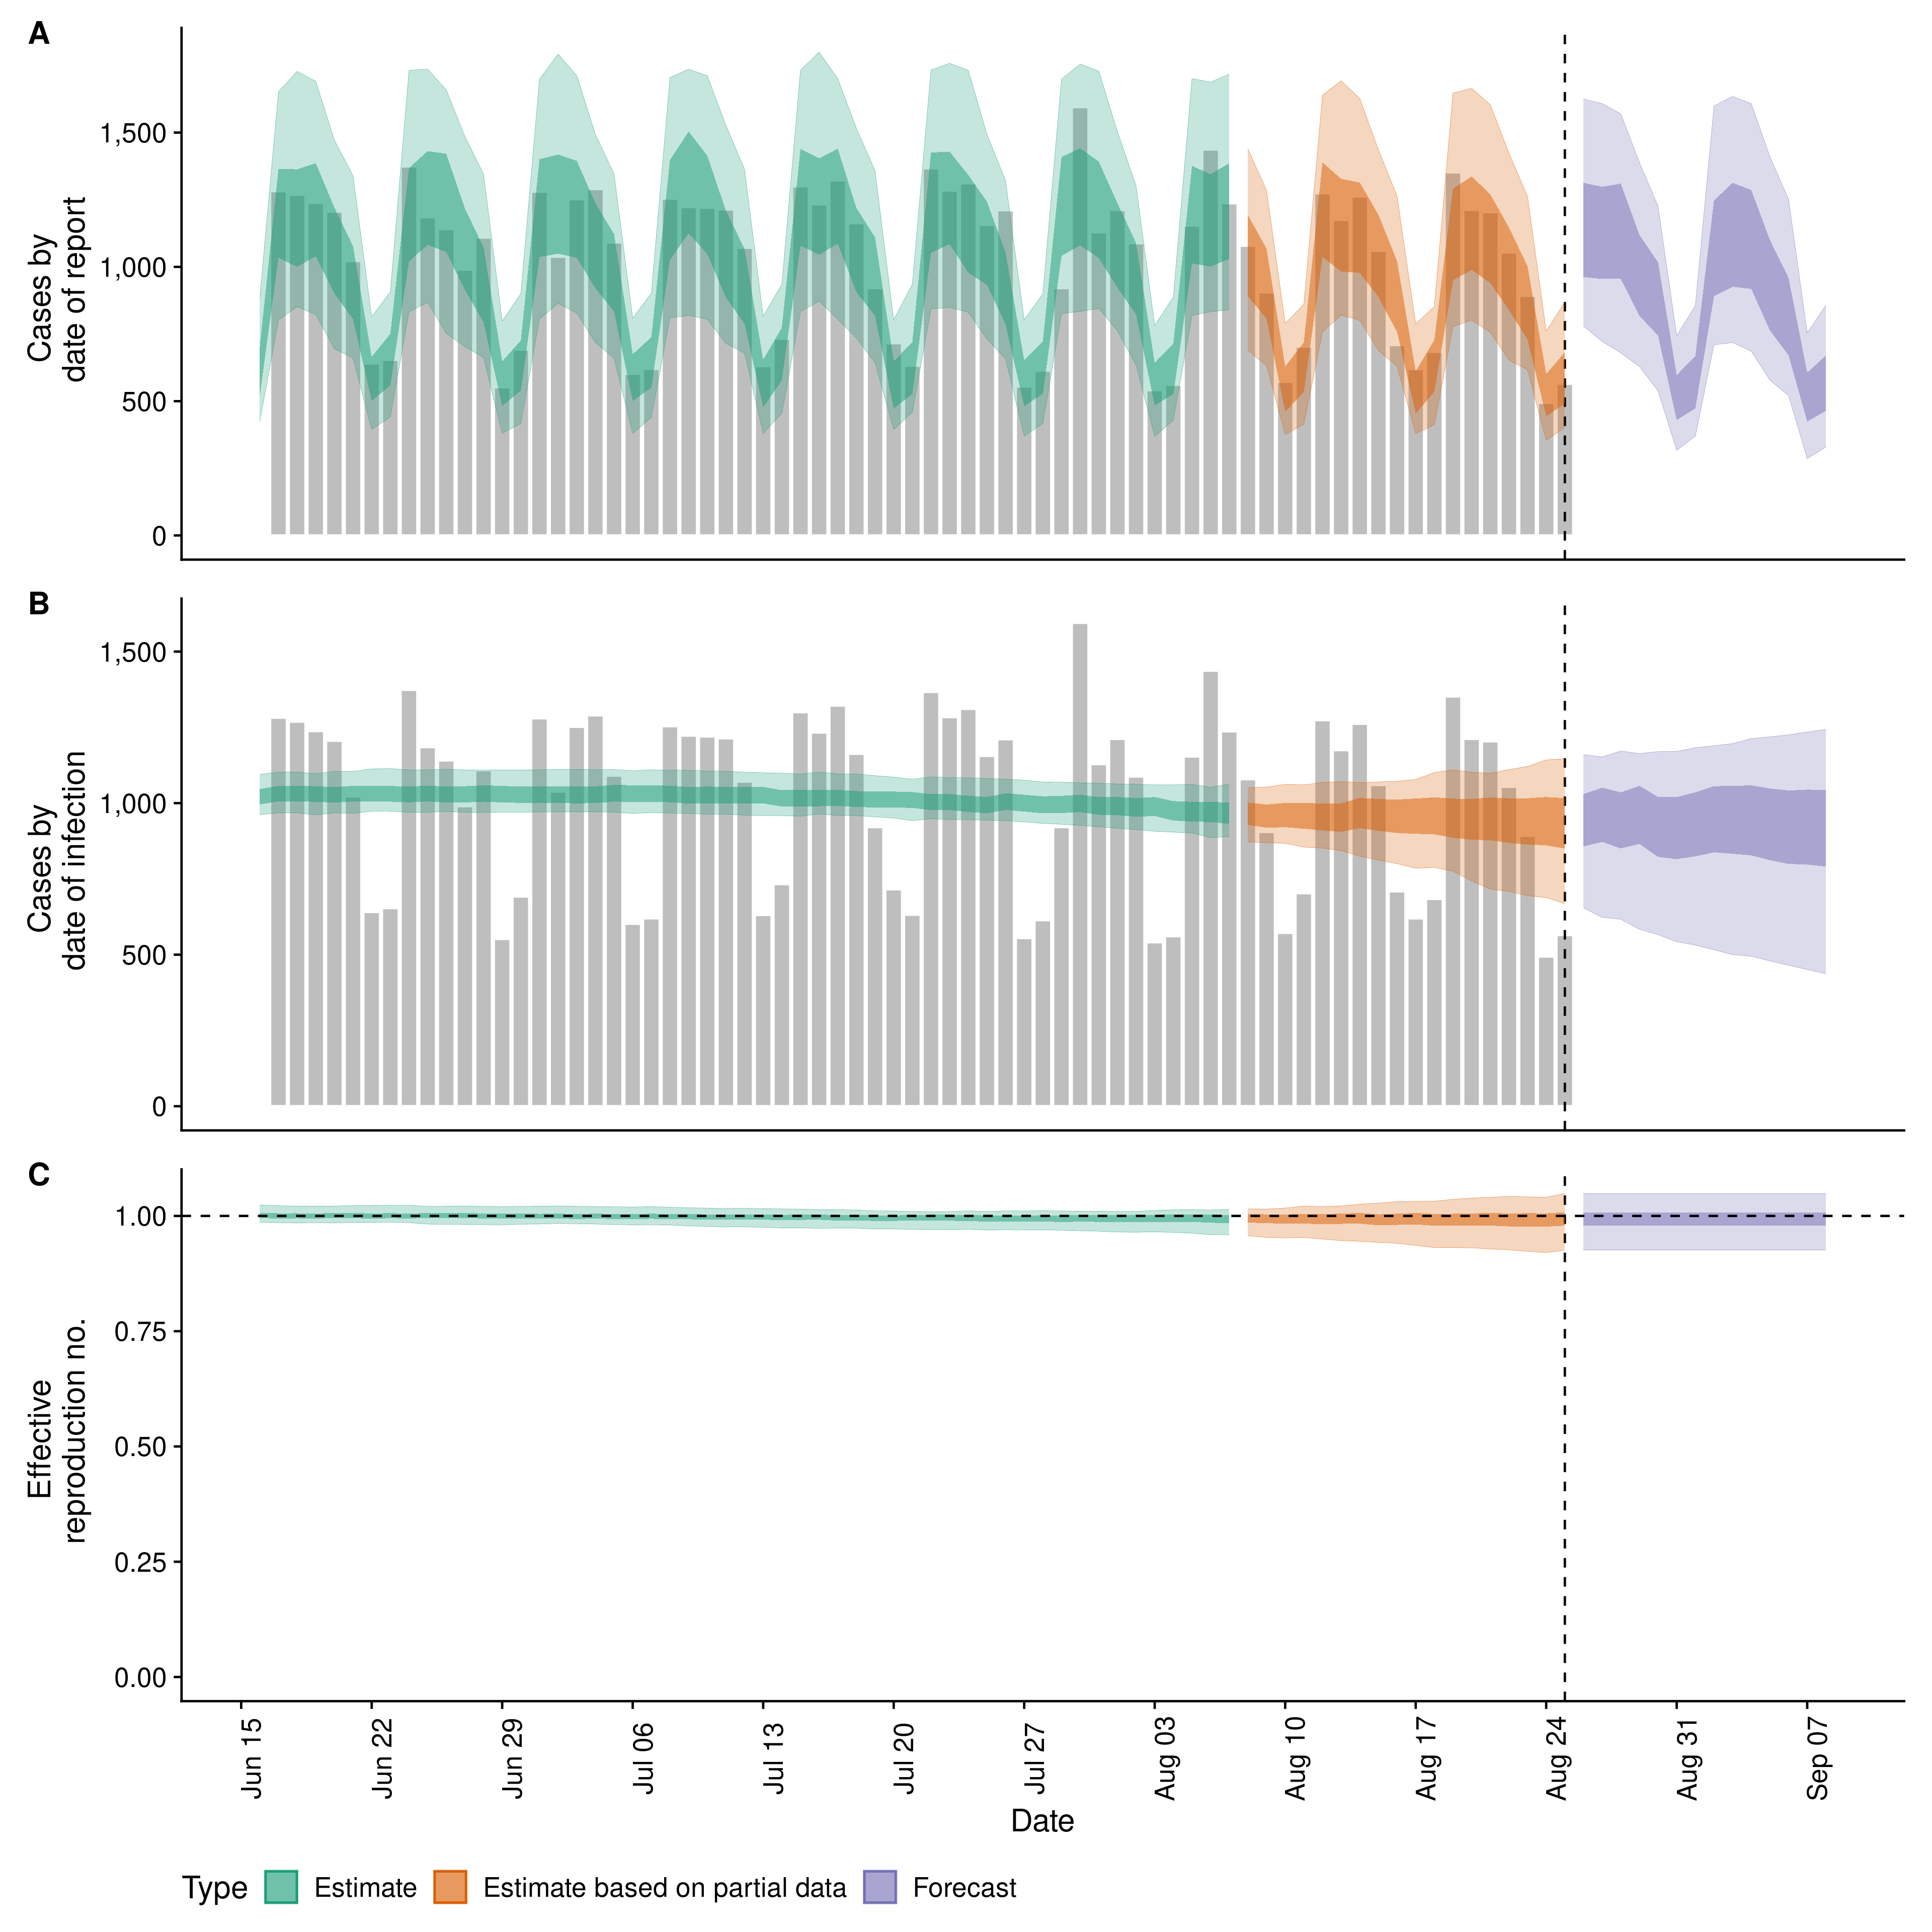 A
1,500
1,000
500
0
Cases by
date of report
B
1,500
1,000
500
0
Cases by
date of infection
C
1.00
0.75
0.50
0.25
0.00
Effective
reproduction no.
Jun 15
Jun 22
Jun 29
Jul 06
Jul 13
Jul 20
Jul 27
Aug 03
Aug 10
Aug 17
Aug 24
Aug 31
Sep 07
Date
Type Estimate Estimate based on partial data Forecast